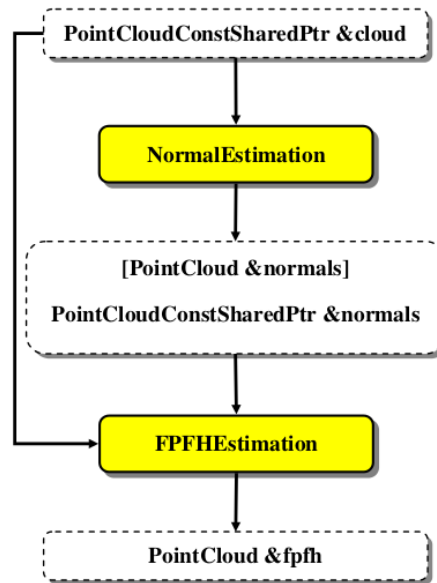 PointCloudConstSharedPtr &cloud
NormalEstimation
[PointCloud &normals]
PointCloudConstSharedPtr &normals
FPFHEstimation
PointCloud &fpfh